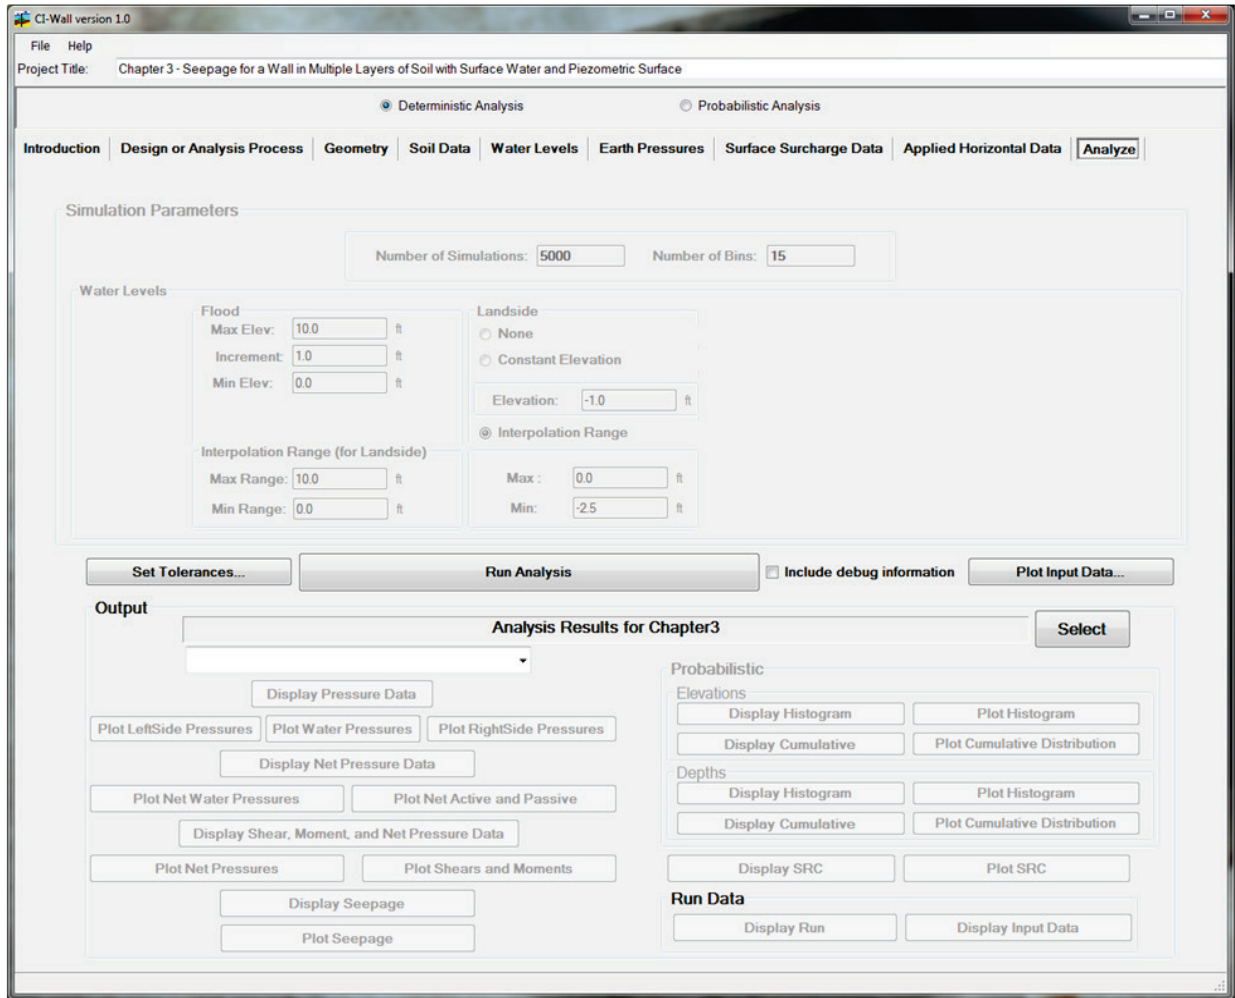 CI-Wall version 1.0
File Help
Project Title: Chapter 3 - Seepage for a Wall in Multiple Layers of Soil with Surface Water and Piezometric Surface
Deterministic Analysis Probabilistic Analysis
Introduction Design or Analysis Process Geometry Soil Data Water Levels Earth Pressures Surface Surcharge Data Applied Horizontal Data Analyze
Simulation Parameters
Number of Simulations: 5000 Number of Bins: 15
Water Levels
Flood Landside
Max Elev: 10.0 ft None
Increment: 1.0 ft Constant Elevation
Min Elev: 0.0 ft
Elevation: -1.0 ft
Interpolation Range
Interpolation Range (for Landside)
Max Range: 10.0 ft Max : 0.0 ft
Min Range: 0.0 ft Min: -2.5 ft
Set Tolerances... Run Analysis Include debug information Plot Input Data...
Output
Analysis Results for Chapter3 Select
Probabilistic
Display Pressure Data Elevations
Display Histogram Plot Histogram
Plot LeftSide Pressures Plot Water Pressures Plot RightSide Pressures
Display Cumulative Plot Cumulative Distribution
Display Net Pressure Data Depths
Plot Net Water Pressures Plot Net Active and Passive Display Histogram Plot Histogram
Display Shear, Moment, and Net Pressure Data Display Cumulative Plot Cumulative Distribution
Plot Net Pressures Plot Shears and Moments Display SRC Plot SRC
Display Seepage Run Data
Plot Seepage Display Run Display Input Data